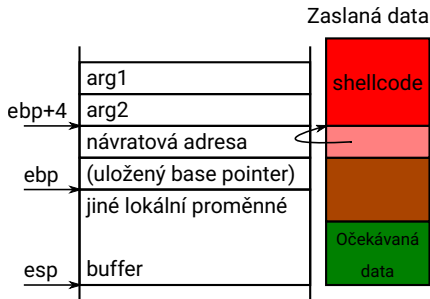 Zaslaná data
arg1
shellcode
ebp+4
arg2
návratová adresa
ebp
(uložený base pointer)
jiné lokální proměnné
Očekávaná
data
esp
buffer